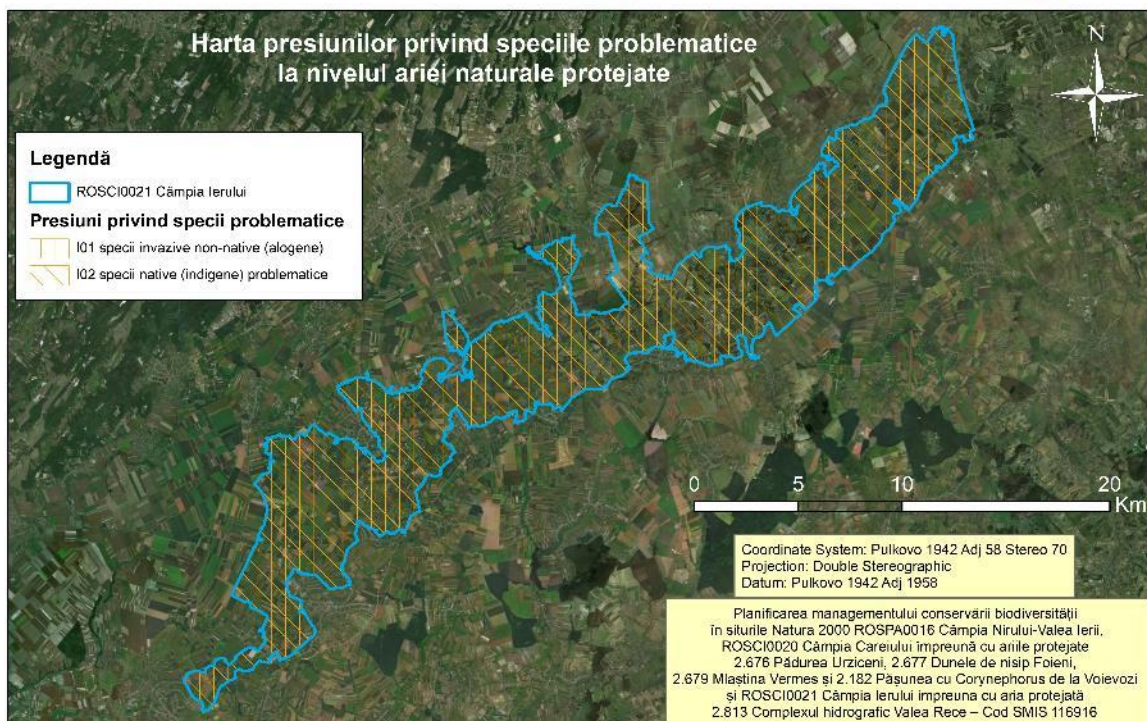 Harta presiunilor privind speciile problematice
la nivelul ariei naturale protejate
N
Legendă
ROSCI0021 Câmpia Ierului
Presiuni privind specii problematice
I01 specii invazive non-native (alogene)
I02 specii native (indigene) problematice
0 5 10 20
Km
Coordinate System: Pulkovo 1942 Adj 58 Stereo 70
Projection: Double Stereographic
Datum: Pulkovo 1942 Adj 1958
Planificarea managementului conservării biodiversității
în siturile Natura 2000 ROSPA0016 Câmpia Nirului-Valea Ierii,
ROSCI0020 Câmpia Careiului împreună cu ariile protejate
2.676 Pădurea Urziceni, 2.677 Dunele de nisip Foieni,
2.679 Mlaștina Vermes și 2.182 Pășunea cu Corynephorus de la Voievozi
și ROSCI0021 Câmpia Ierului împreuna cu aria protejată
2.813 Complexul hidrografic Valea Rece – Cod SMIS 116916